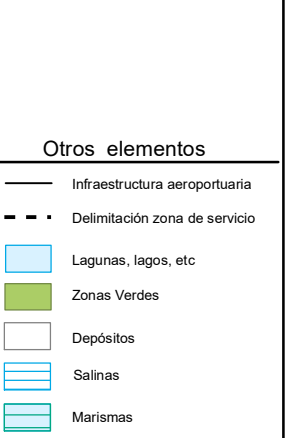 Otros elementos
Infraestructura aeroportuaria
Delimitación zona de servicio
Lagunas, lagos, etc
Zonas Verdes
Depósitos
Salinas
Marismas